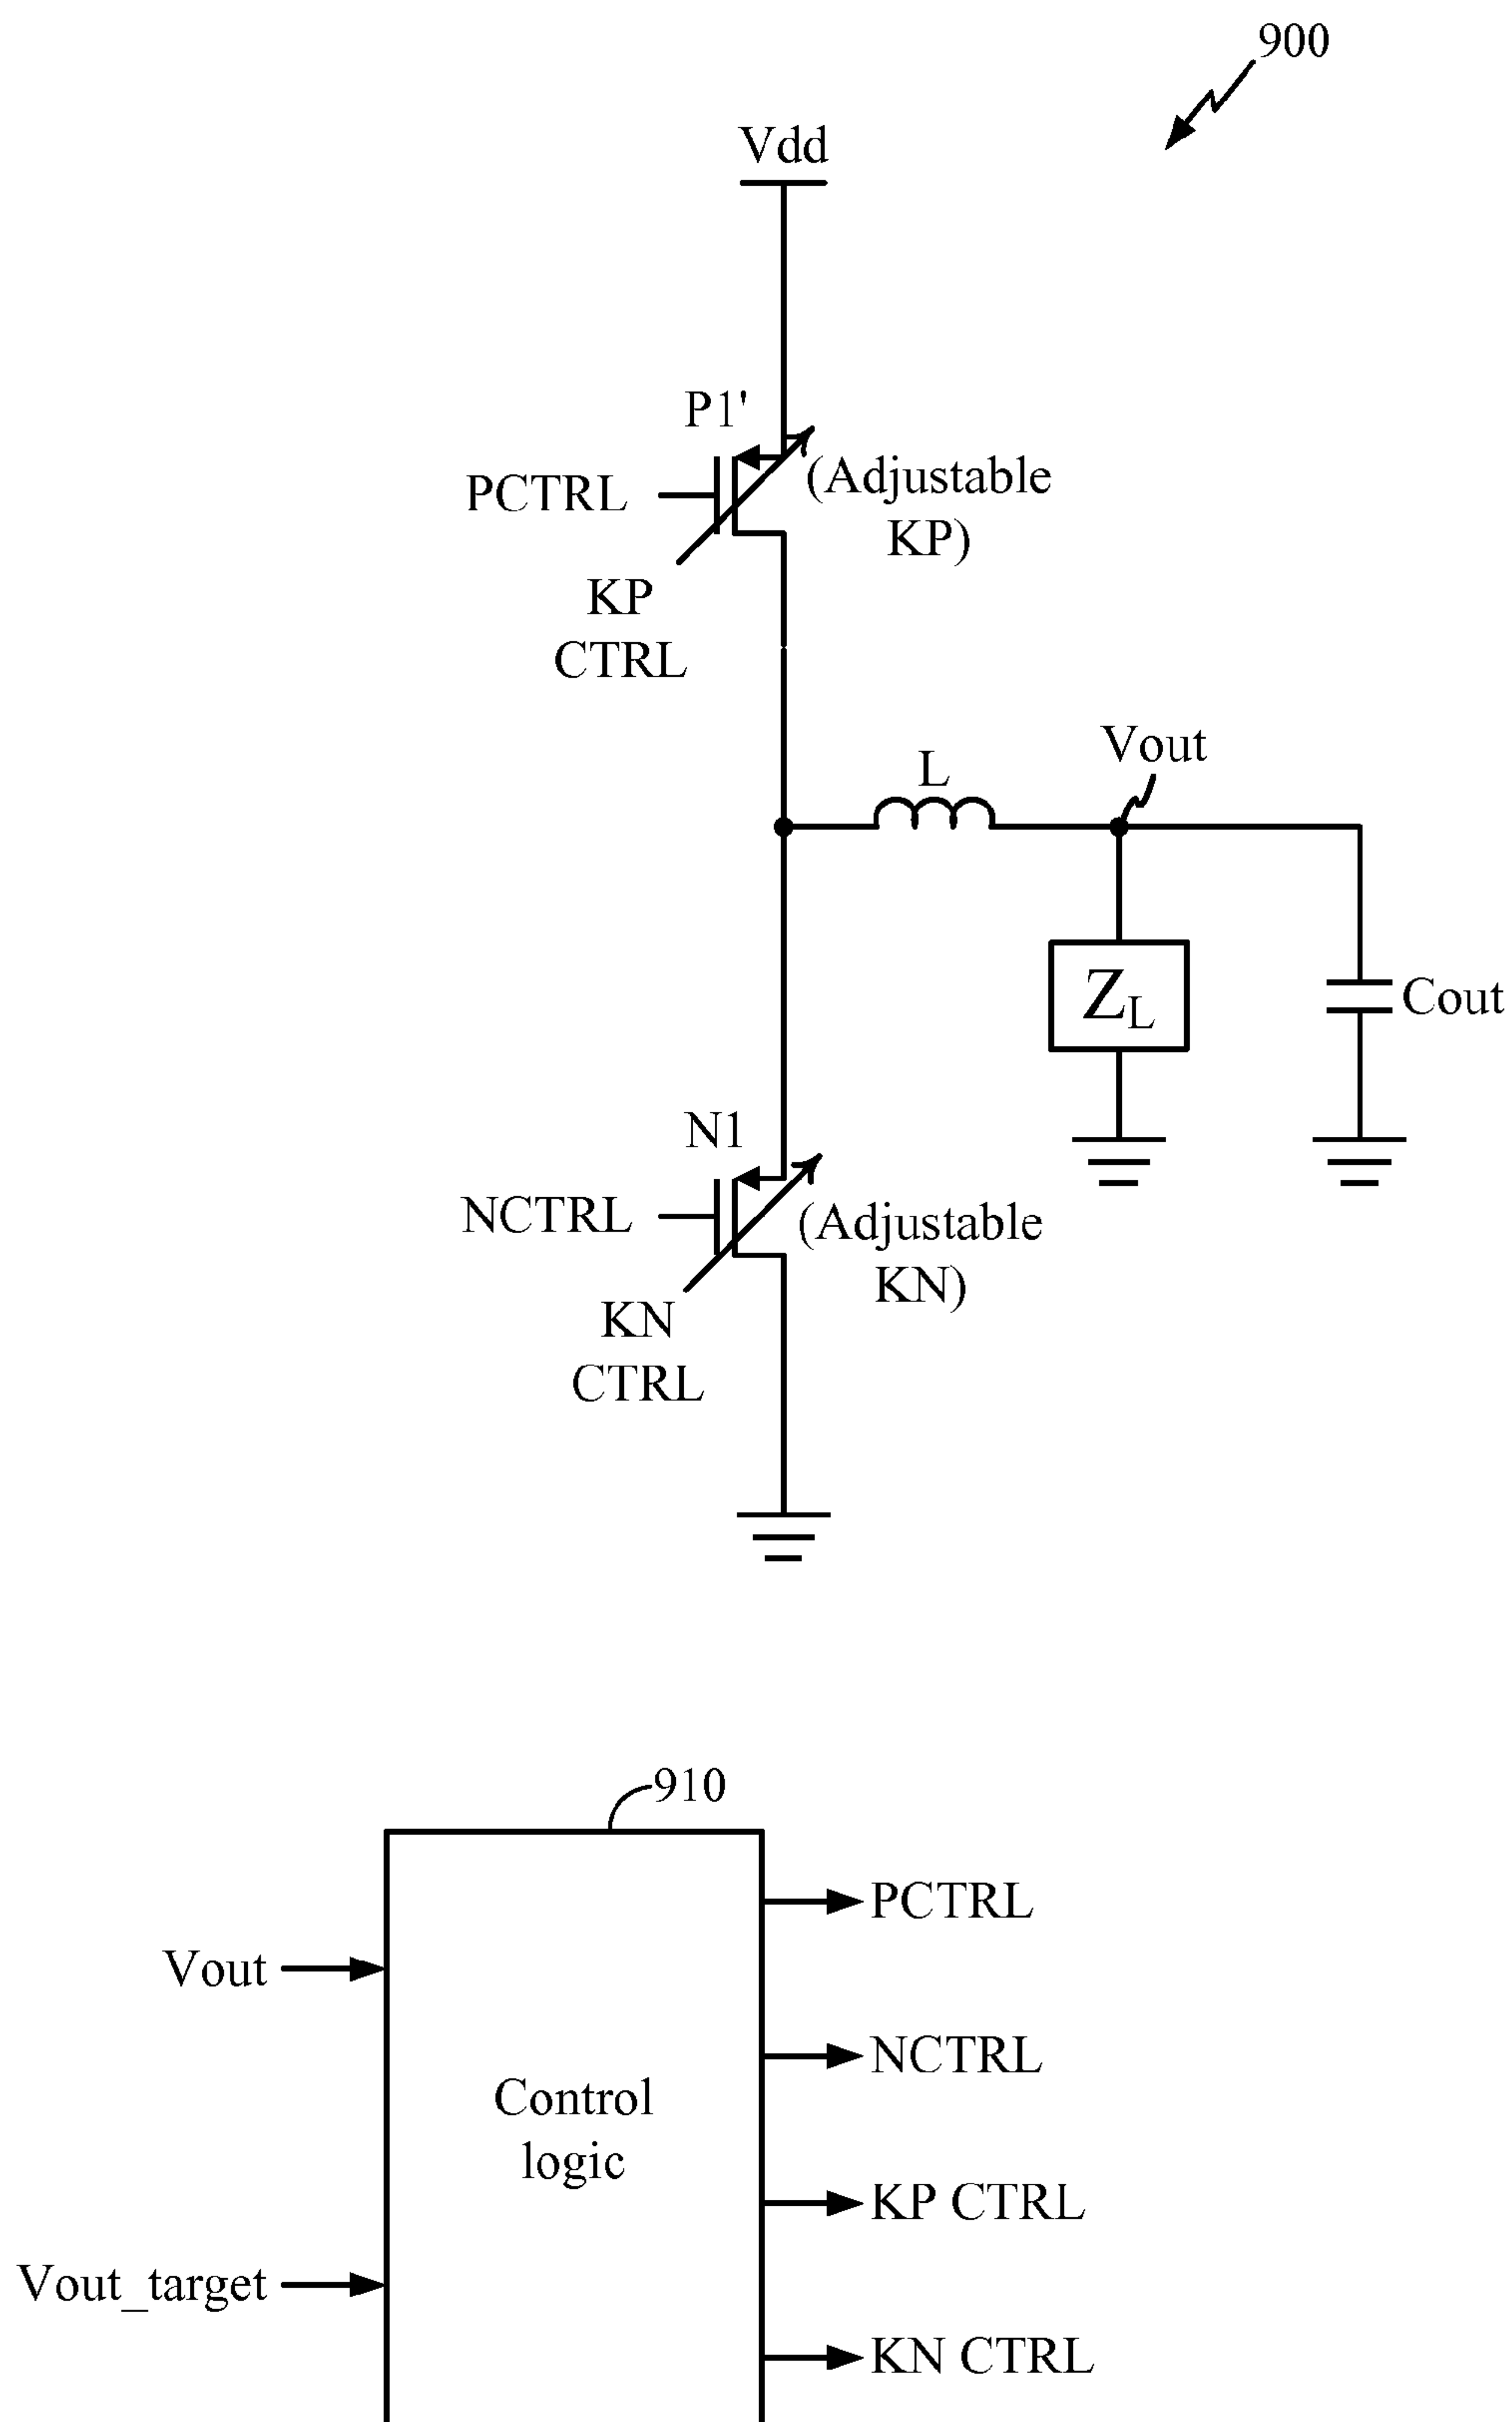 900
Vdd
P1'
PCTRL
(Adjustable
KP)
KP
CTRL
L
Vout
ZL
Cout
N1
NCTRL
(Adjustable
KN)
KN
CTRL
910
Vout
Vout_target
Control
logic
PCTRL
NCTRL
KP CTRL
KN CTRL